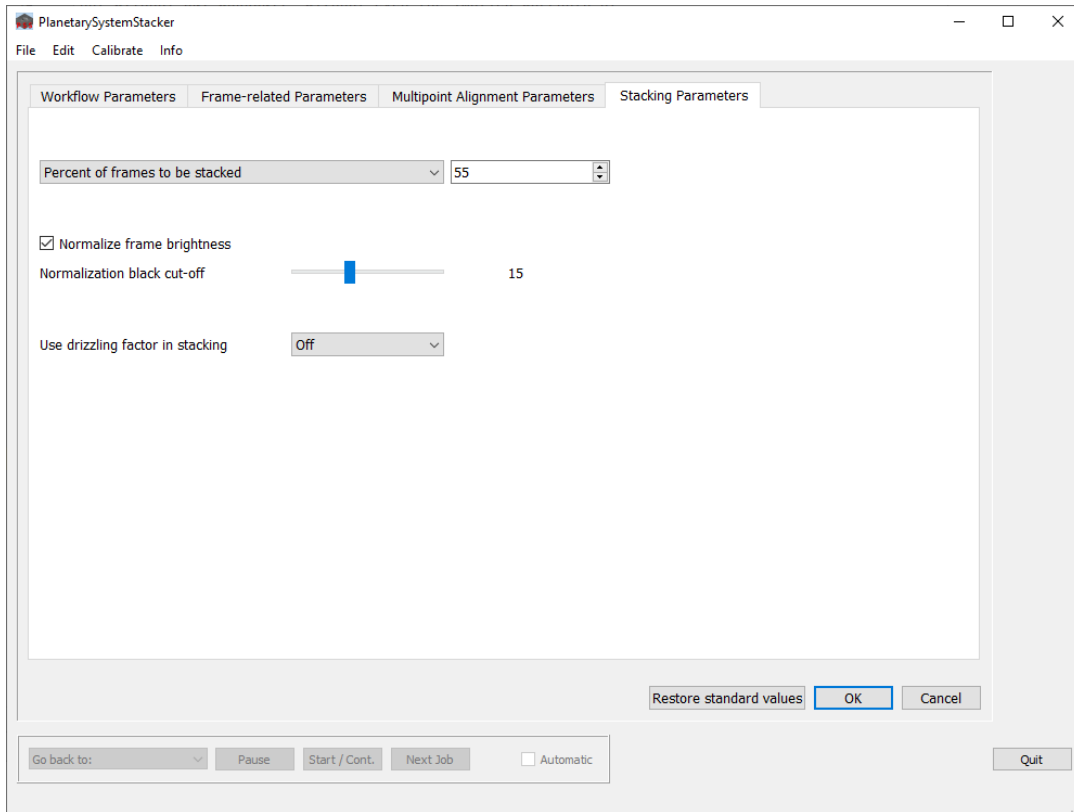 PlanetarySystemStacker
File Edit Calibrate Info
Workflow Parameters Frame-related Parameters Multipoint Alignment Parameters Stacking Parameters
Percent of frames to be stacked 55
Normalize frame brightness
Normalization black cut-off 15
Use drizzling factor in stacking Off
Restore standard values OK Cancel
Go back to: Pause Start / Cont. Next Job Automatic Quit